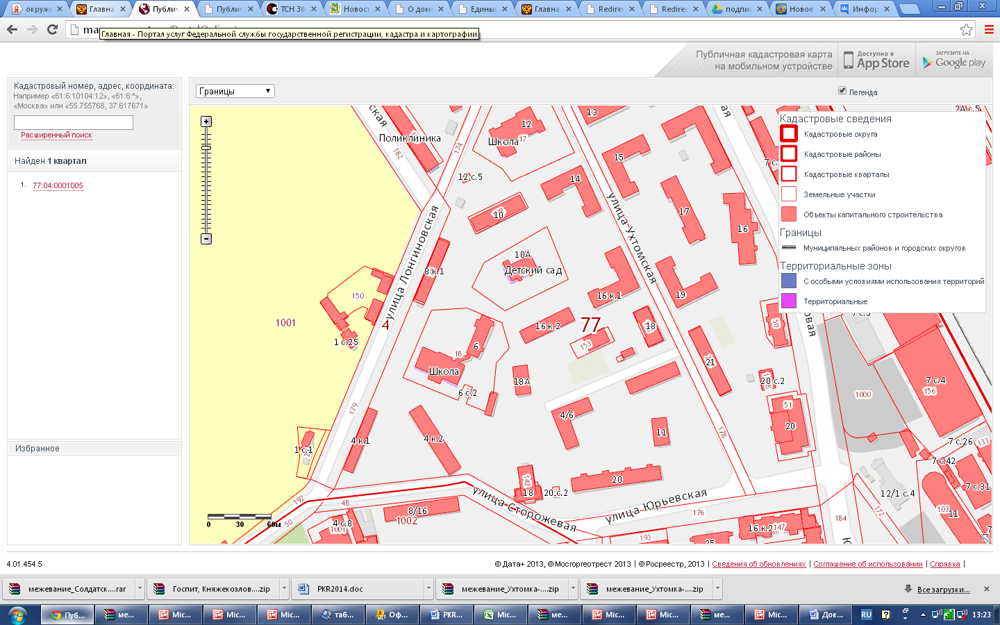 окруж
Главна
Публич
Публич
ТСН 30
Новост
О дом
Единый
Главна
Redire
Redire
подпи
Новое
Инфор
Главная - Портал услуг Федеральной службы государственной регистрации, кадастра и картографии
Публичная кадастровая карта
на мобильном устройстве
Доступно в
App Store
ЗАГРУЗИТЕ НА
Google play
Кадастровый номер, адрес, координата:
Например «61:6:10104:12», «61:6:*»,
«Москва» или «55.755768, 37.617671»
Расширенный поиск
Найден 1 квартал
1. 77:04:0001005
Избранное
Границы
Легенда
Кадастровые сведения
Кадастровые округа
Кадастровые районы
Кадастровые кварталы
Земельные участки
Объекты капитального строительства
Границы
Муниципальных районов и городских округов
Территориальные зоны
С особыми условиями использования территорий
Территориальные
ская
Поликлиника
182
174
12
Школа
17
13
15
12 с.5
14
10
17
16
2А с.5
7 с.
улица Лонгиновская
улица Ухтомская
10А
Детский сад
8 к.1
150
1001
4
1 с.25
16 к.1
19
16 к.2
77
153
18
50
овая
6
18
Школа
18А
6 с.2
21
20 с.2
7 с.4
156
1000
51
20
179
4 к.1
4 к.2
4/6
11
178
1 с.1
142
18
20 с.2
20
7 с.26
133
7 с.42
7 с.31
12/1 с.4
172
103
11
192
48
50
8/16
1002
4 с.8
1001
улица Сторожевая
улица Юрьевская
176
184
193
25
16 к.2
147
0 30 60м
4.01.454.5
© Дата+ 2013, © Мосгоргеотрест 2013 | © Росреестр, 2013 | Сведения об обновлениях | Соглашение об использовании | Справка |
межевание_Солдатск....rar
Госпит, Княжекозлов....zip
PKR2014.doc
межевание_Ухтомка-....zip
межевание_Ухтомка-....zip
Все загрузки...
Пуб...
ме...
Mic...
Mic...
Mic...
таб...
Оф...
PKR...
Mic...
ме...
Mic...
Mic...
ме...
Mic...
Док...
RU
13:23